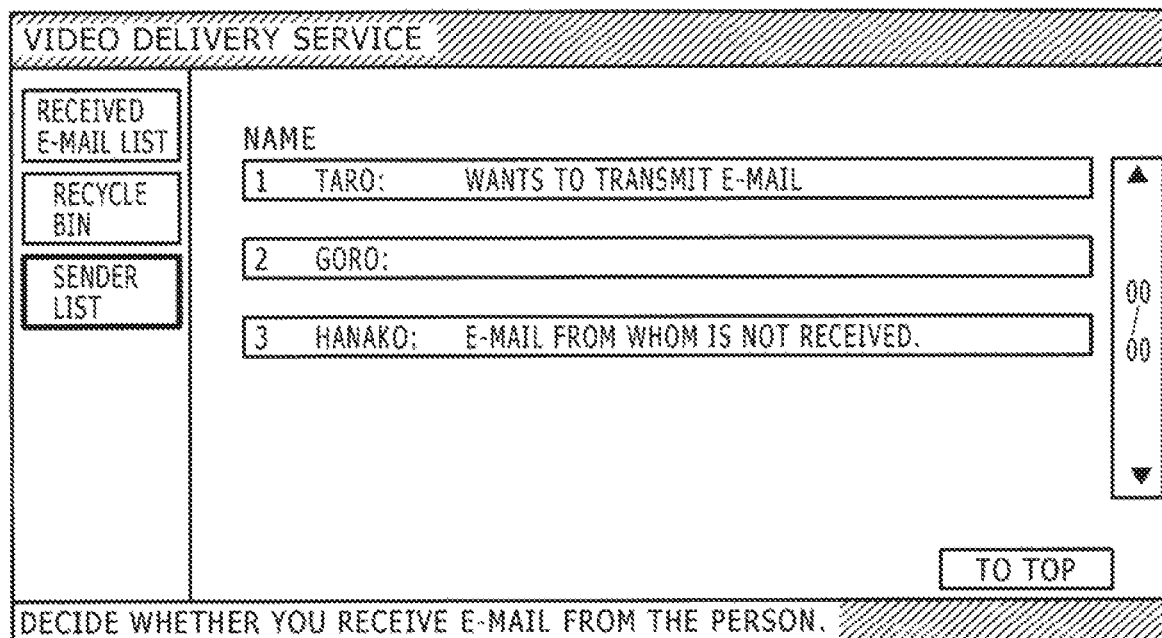 VIDEO DELIVERY SERVICE
RECEIVED
E-MAIL LIST
RECYCLE
BIN
SENDER
LIST
NAME
1 TARO: WANTS TO TRANSMIT E-MAIL
2 GORO:
3 HANAKO: E-MAIL FROM WHOM IS NOT RECEIVED.
▲
00
/
00
▼
TO TOP
DECIDE WHETHER YOU RECEIVE E-MAIL FROM THE PERSON.